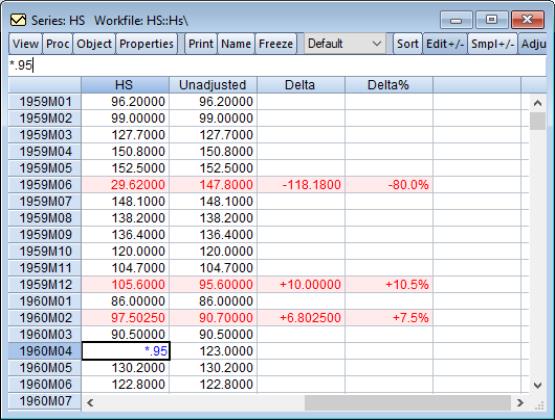 Series: HS Workfile: HS::Hs\
View Proc Object Properties Print Name Freeze Default Sort Edit+/- Smpl+/- Adju
*.95
HS Unadjusted Delta Delta%
1959M01 96.20000 96.20000
1959M02 99.00000 99.00000
1959M03 127.7000 127.7000
1959M04 150.8000 150.8000
1959M05 152.5000 152.5000
1959M06 29.62000 147.8000 -118.1800 -80.0%
1959M07 148.1000 148.1000
1959M08 138.2000 138.2000
1959M09 136.4000 136.4000
1959M10 120.0000 120.0000
1959M11 104.7000 104.7000
1959M12 105.6000 95.60000 +10.00000 +10.5%
1960M01 86.00000 86.00000
1960M02 97.50250 90.70000 +6.802500 +7.5%
1960M03 90.50000 90.50000
1960M04 *.95 123.0000
1960M05 130.2000 130.2000
1960M06 122.8000 122.8000
1960M07